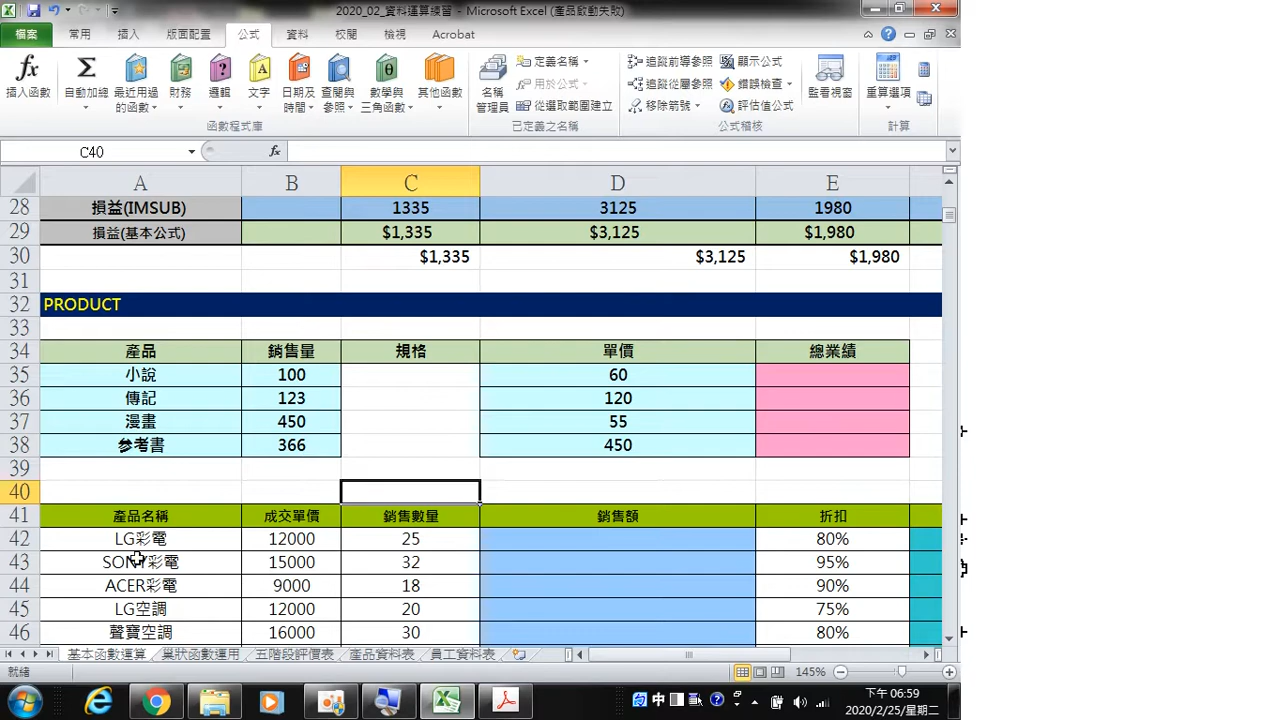 2020_02_資料運算練習 - Microsoft Excel (產品啟動失敗)
檔案 常用 插入 版面配置 公式 資料 校閱 檢視 Acrobat
插入函數 自動加總 最近用過的函數 財務 邏輯 文字 日期及時間 查閱與參照 數學與三角函數 其他函數
名稱管理員 定義名稱 用於公式 從選取範圍建立
追蹤前導參照 追蹤從屬參照 移除箭號 顯示公式 錯誤檢查 評估值公式 監看視窗 重算選項
函數程式庫 已定義之名稱 公式稽核 計算
C40 fx
A B C D E
28 損益(IMSUB) 1335 3125 1980
29 損益(基本公式) $1,335 $3,125 $1,980
30 $1,335 $3,125 $1,980
31
32 PRODUCT
33
34 產品 銷售量 規格 單價 總業績
35 小說 100 60
36 傳記 123 120
37 漫畫 450 55
38 參考書 366 450
39
40
41 產品名稱 成交單價 銷售數量 銷售額 折扣
42 LG彩電 12000 25 80%
43 SONY彩電 15000 32 95%
44 ACER彩電 9000 18 90%
45 LG空調 12000 20 75%
46 聲寶空調 16000 30 80%
基本函數運算 巢狀函數運用 五階段評價表 產品資料表 員工資料表
就緒 145%
中 下午 06:59
2020/2/25/星期二